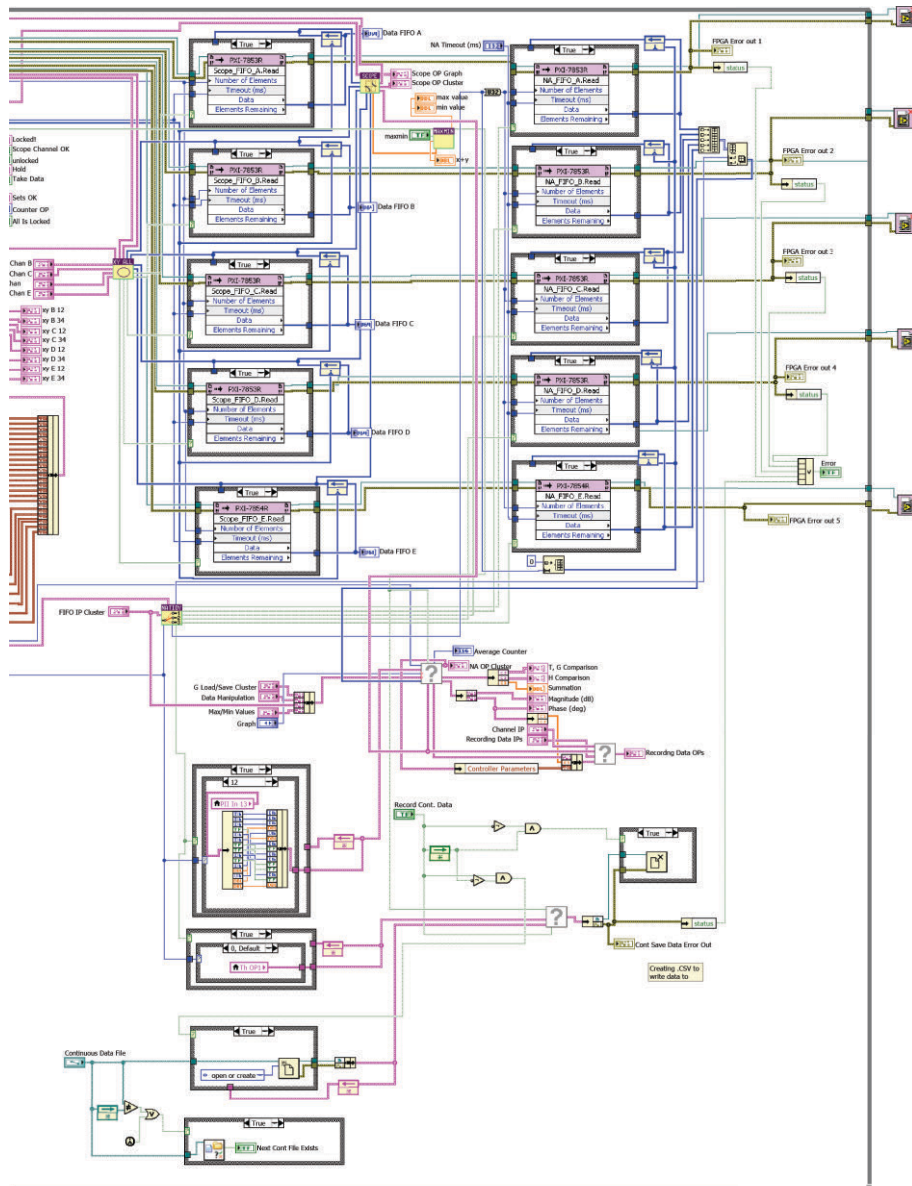 True
PXI-7853R
Scope_FIFO_A.Read
Number of Elements
Timeout (ms)
Data
Elements Remaining
Data FIFO A
SCOPE
Scope OP Graph
Scope OP Cluster
max value
min value
maxmin
MAXMIN
x+y
NA Timeout (ms)
True
PXI-7853R
NA_FIFO_A.Read
Number of Elements
Timeout (ms)
Data
Elements Remaining
FPGA Error out 1
status
Locked!
Scope Channel OK
unlocked
Hold
Take Data
Sets OK
Counter OP
All Is Locked
True
PXI-7853R
Scope_FIFO_B.Read
Number of Elements
Timeout (ms)
Data
Elements Remaining
Data FIFO B
True
PXI-7853R
NA_FIFO_B.Read
Number of Elements
Timeout (ms)
Data
Elements Remaining
FPGA Error out 2
status
Chan B
Chan C
han
Chan E
xy B 12
xy B 34
xy C 12
xy C 34
xy D 12
xy D 34
xy E 12
xy E 34
True
PXI-7853R
Scope_FIFO_C.Read
Number of Elements
Timeout (ms)
Data
Elements Remaining
Data FIFO C
True
PXI-7853R
NA_FIFO_C.Read
Number of Elements
Timeout (ms)
Data
Elements Remaining
FPGA Error out 3
status
True
PXI-7853R
Scope_FIFO_D.Read
Number of Elements
Timeout (ms)
Data
Elements Remaining
Data FIFO D
True
PXI-7853R
NA_FIFO_D.Read
Number of Elements
Timeout (ms)
Data
Elements Remaining
FPGA Error out 4
status
Error
True
PXI-7854R
Scope_FIFO_E.Read
Number of Elements
Timeout (ms)
Data
Elements Remaining
Data FIFO E
True
PXI-7854R
NA_FIFO_E.Read
Number of Elements
Timeout (ms)
Data
Elements Remaining
FPGA Error out 5
0
FIFO IP Cluster
Average Counter
NA OP Cluster
T, G Comparison
H Comparison
Summation
Magnitude (dB)
Phase (deg)
G Load/Save Cluster
Data Manipulation
Max/Min Values
Graph
Channel IP
Recording Data IPs
Recording Data OPs
Controller Parameters
True
12
PII In 13
Record Cont. Data
True
status
Cont Save Data Error Out
Creating .CSV to
write data to
True
0, Default
Th OP1
True
Continuous Data File
open or create
True
Next Cont File Exists